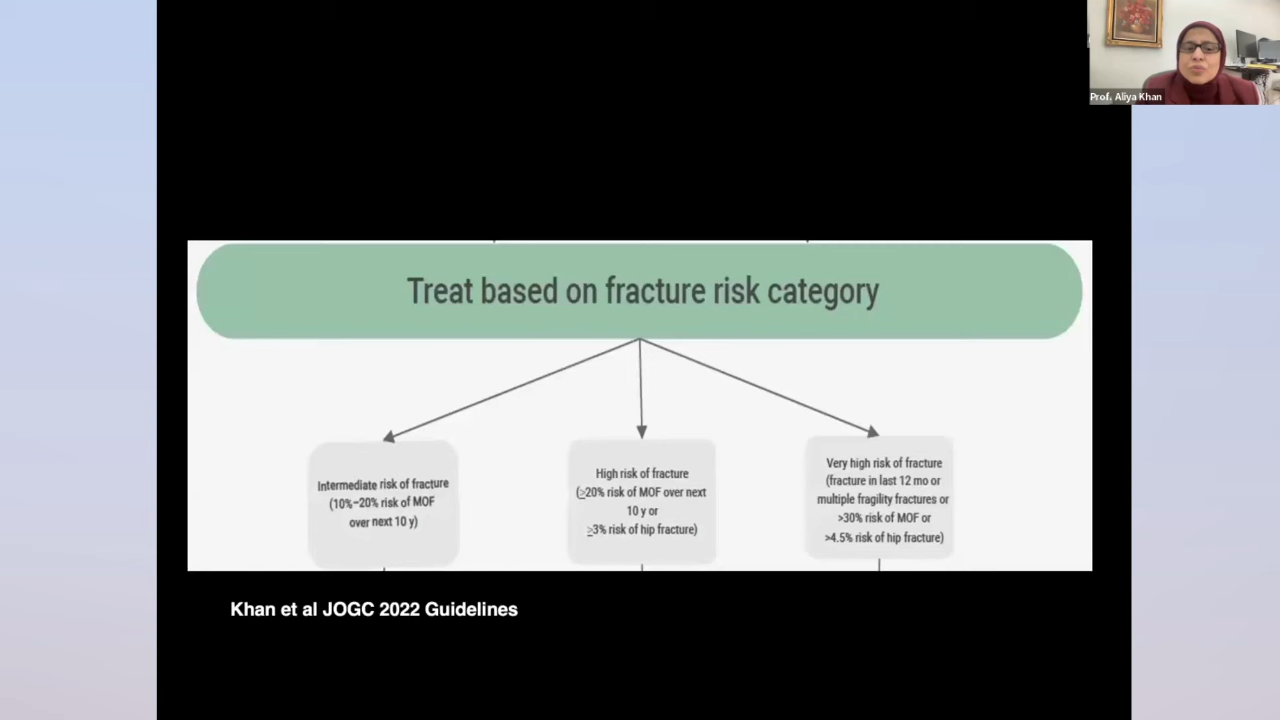 Prof. Aliya Khan
Treat based on fracture risk category
Intermediate risk of fracture
(10%–20% risk of MOF
over next 10 y)
High risk of fracture
(≥20% risk of MOF over next
10 y or
≥3% risk of hip fracture)
Very high risk of fracture
(fracture in last 12 mo or
multiple fragility fractures or
>30% risk of MOF or
>4.5% risk of hip fracture)
Khan et al JOGC 2022 Guidelines